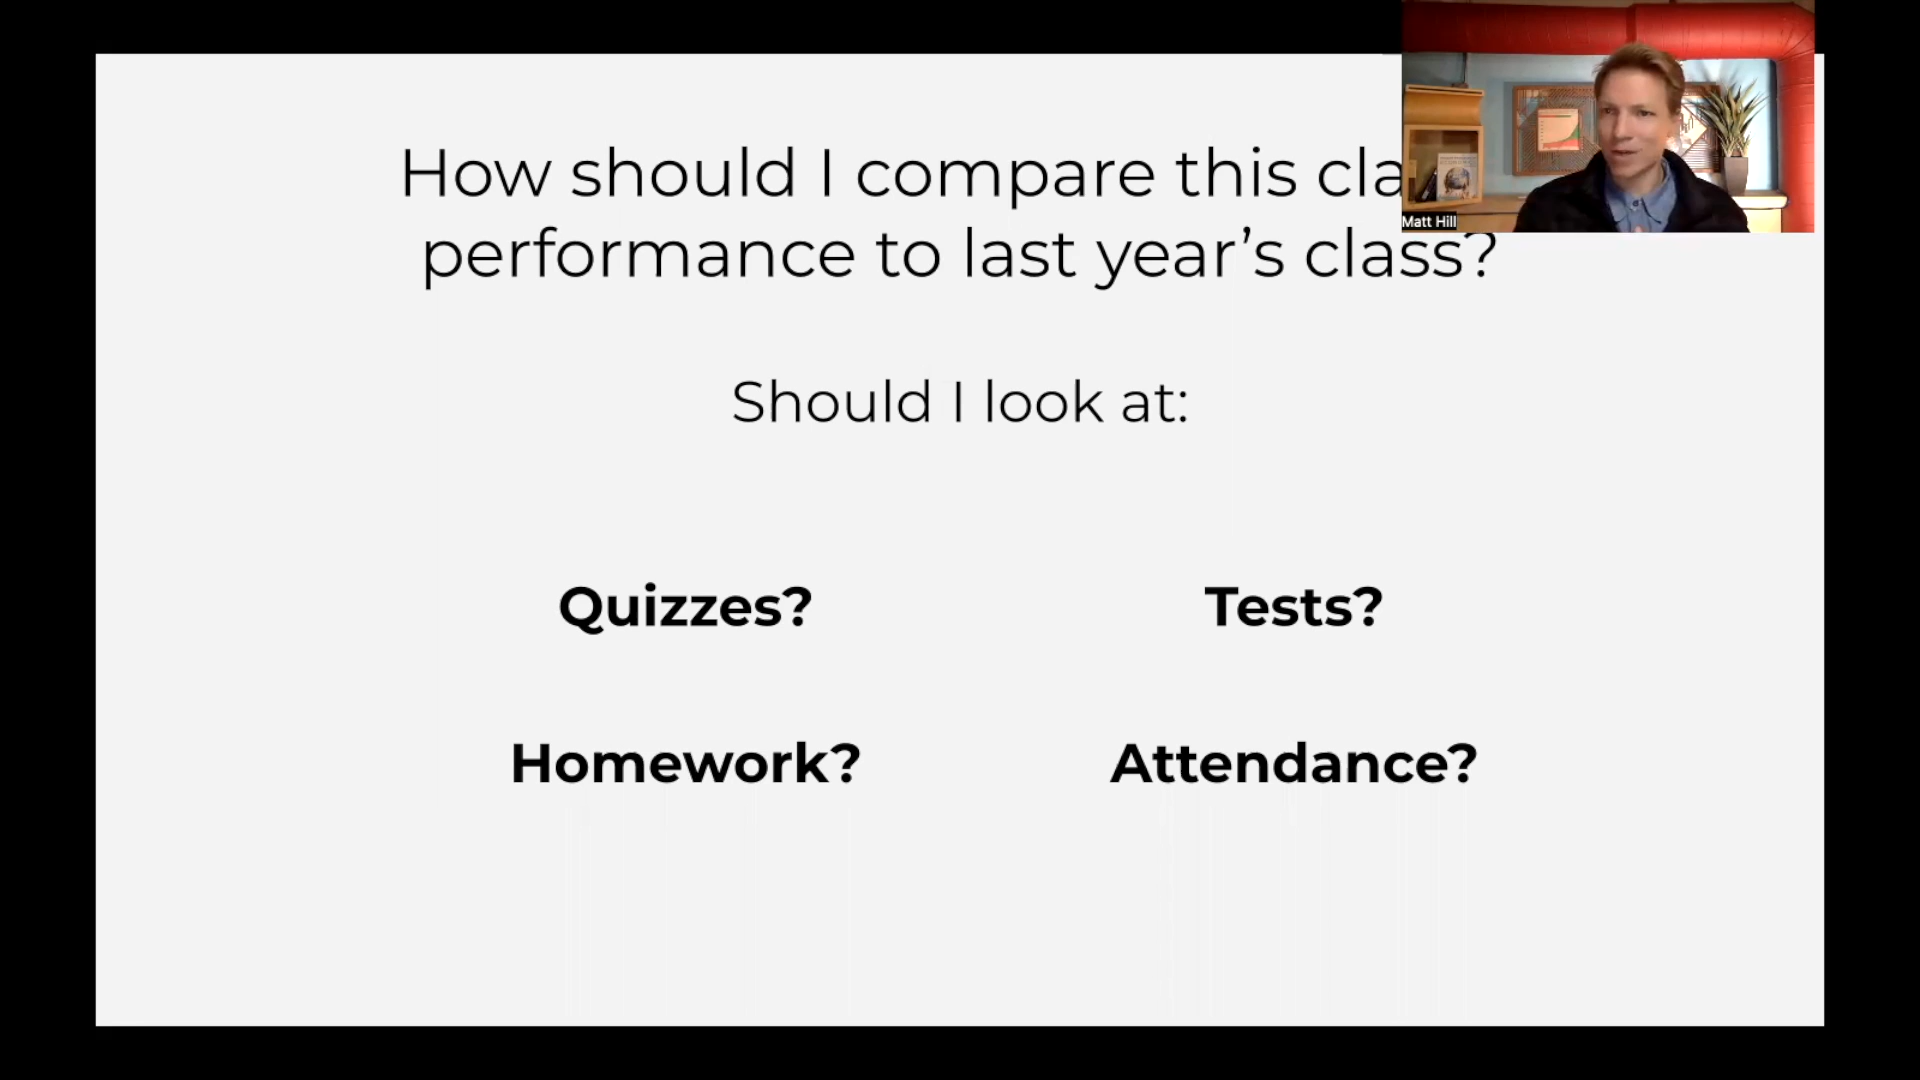 How should I compare this cla
performance to last year’s class?
Should I look at:
Quizzes?
Tests?
Homework?
Attendance?
Matt Hill